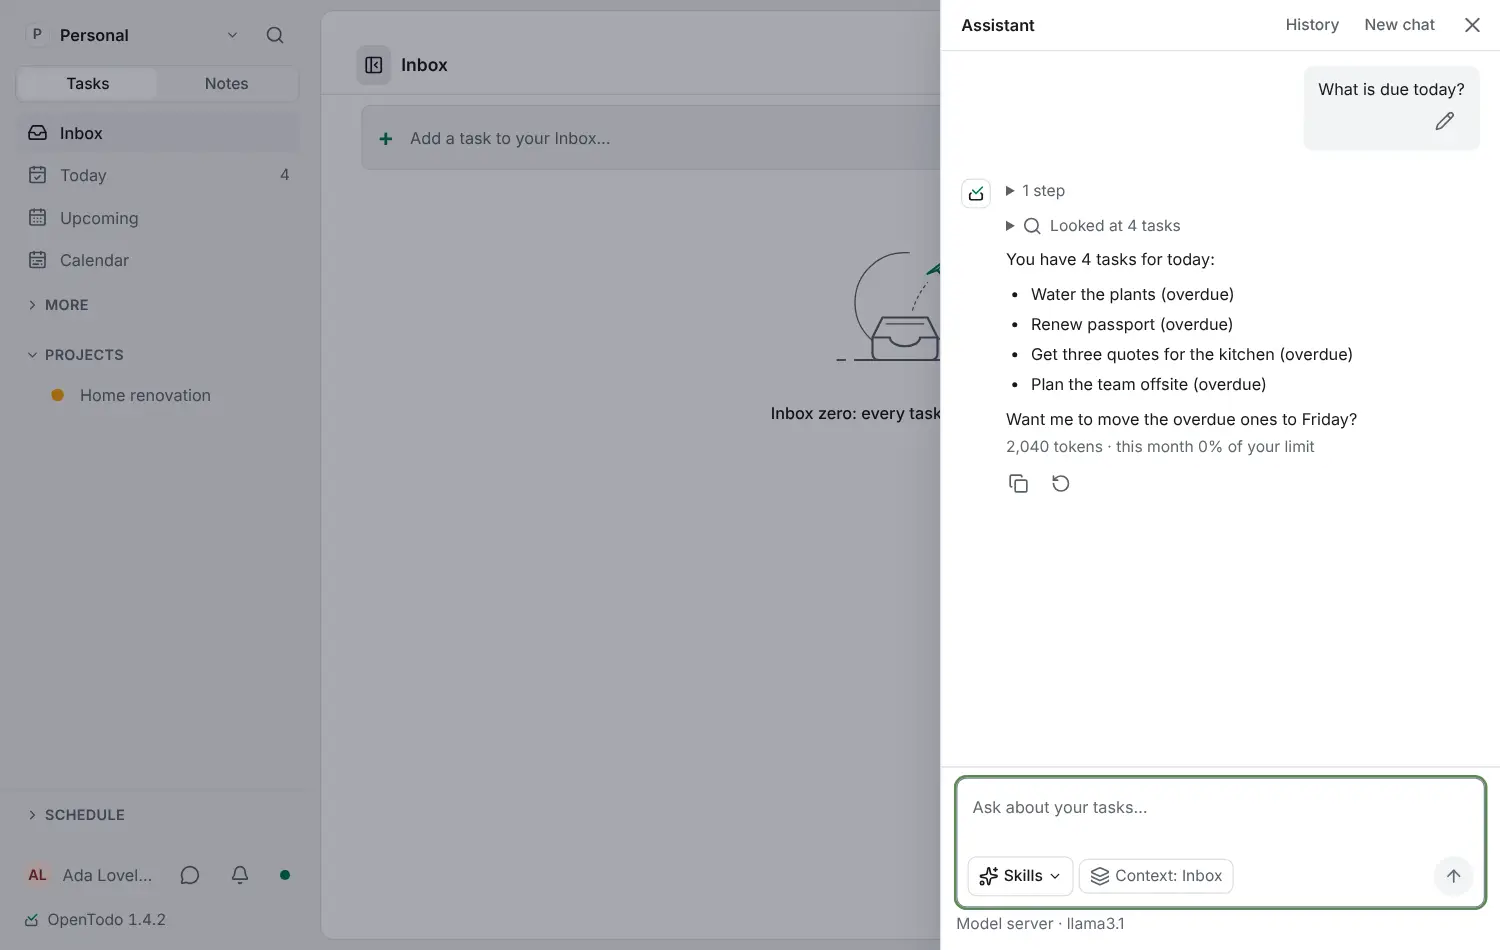 P Personal
Tasks Notes
Inbox
Today 4
Upcoming
Calendar
MORE
PROJECTS
Home renovation
SCHEDULE
AL Ada Lovel...
OpenTodo 1.4.2
Inbox
Add a task to your Inbox...
Inbox zero: every task
Assistant History New chat
What is due today?
1 step
Looked at 4 tasks
You have 4 tasks for today:
• Water the plants (overdue)
• Renew passport (overdue)
• Get three quotes for the kitchen (overdue)
• Plan the team offsite (overdue)
Want me to move the overdue ones to Friday?
2,040 tokens · this month 0% of your limit
Ask about your tasks...
Skills Context: Inbox
Model server · llama3.1